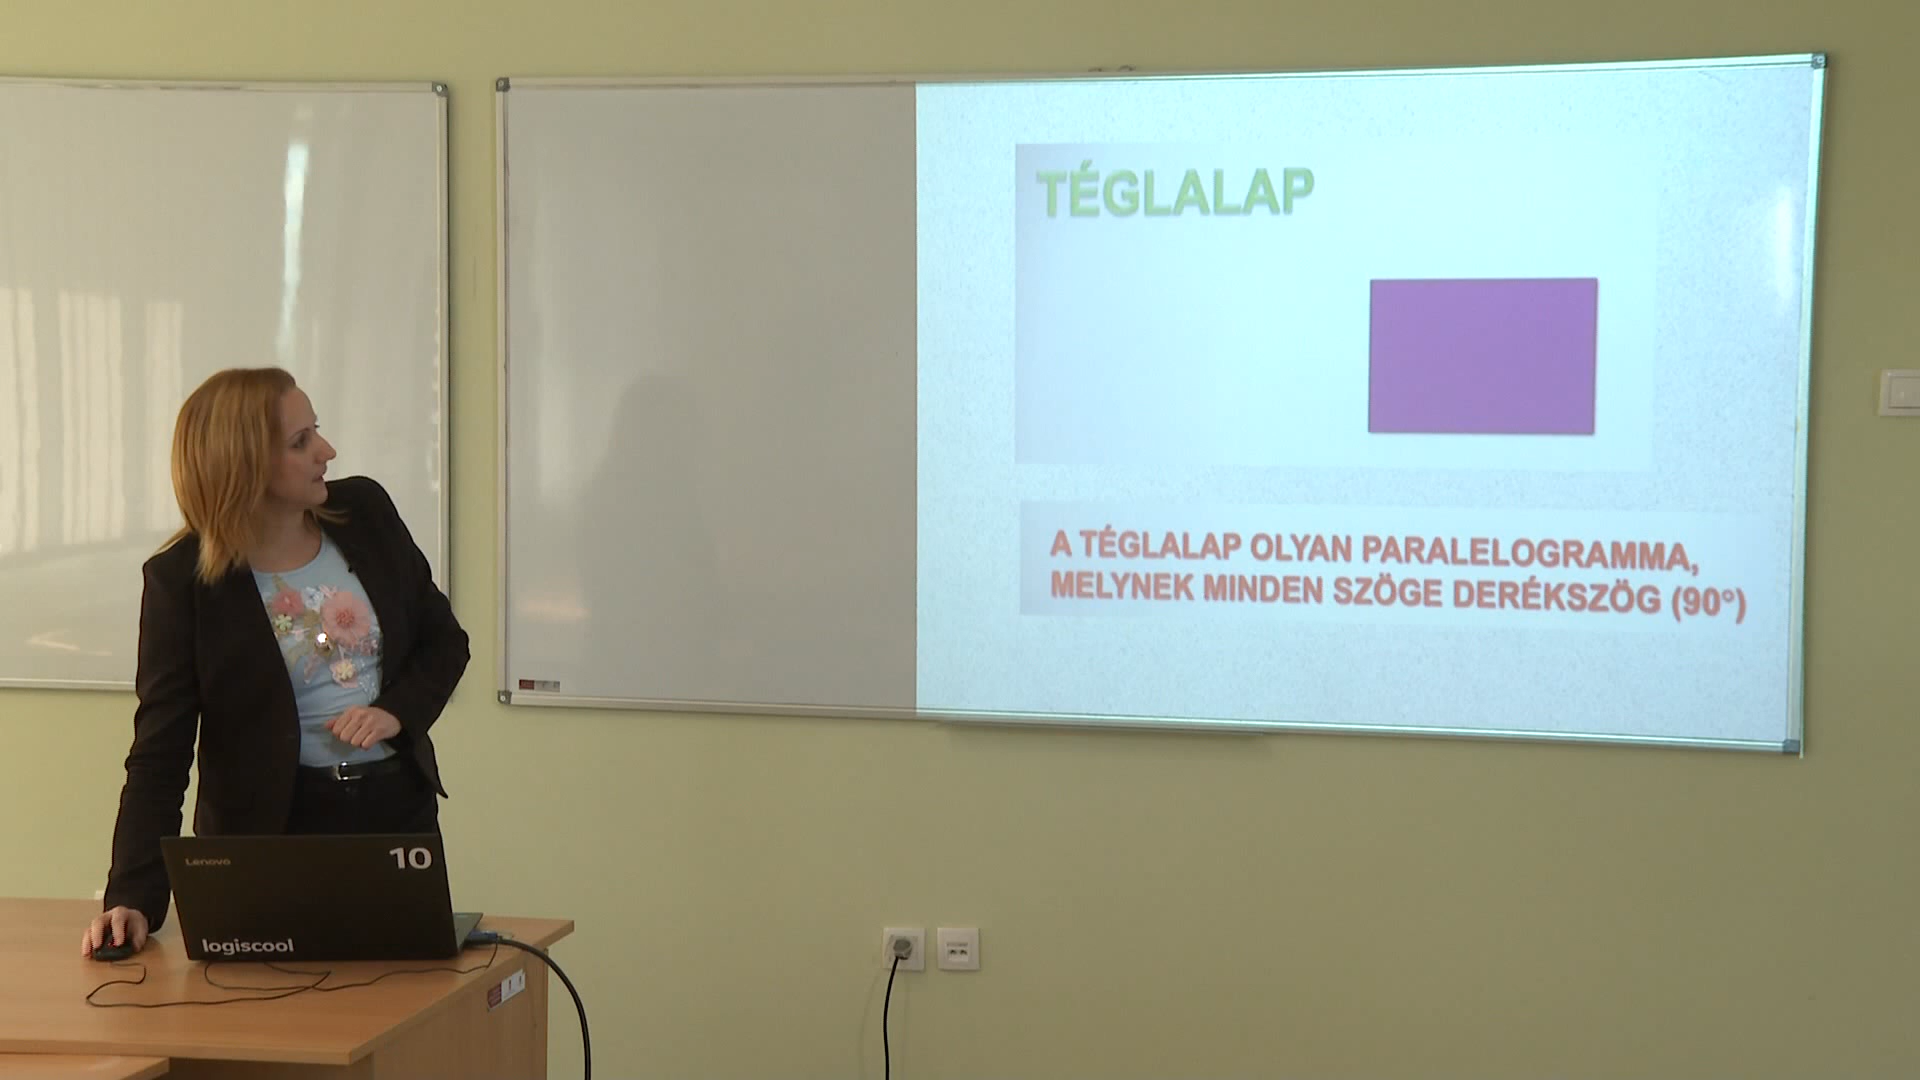 TÉGLALAP
A TÉGLALAP OLYAN PARALELOGRAMMA,
MELYNEK MINDEN SZÖGE DERÉKSZÖG (90°)
Lenovo
10
logiscool